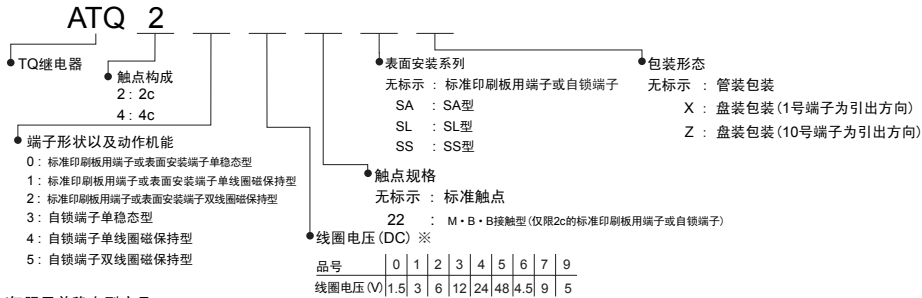 ATQ 2
TQ继电器
触点构成
2：2c
4：4c
端子形状以及动作机能
0：标准印刷板用端子或表面安装端子单稳态型
1：标准印刷板用端子或表面安装端子单线圈磁保持型
2：标准印刷板用端子或表面安装端子双线圈磁保持型
3：自锁端子单稳态型
4：自锁端子单线圈磁保持型
5：自锁端子双线圈磁保持型
线圈电压(DC) ※
品号 0 1 2 3 4 5 6 7 9
线圈电压(V) 1.5 3 6 12 24 48 4.5 9 5
触点规格
无标示：标准触点
22：M・B・B接触型(仅限2c的标准印刷板用端子或自锁端子)
表面安装系列
无标示：标准印刷板用端子或自锁端子
SA：SA型
SL：SL型
SS：SS型
包装形态
无标示：管装包装
X：盘装包装(1号端子为引出方向)
Z：盘装包装(10号端子为引出方向)